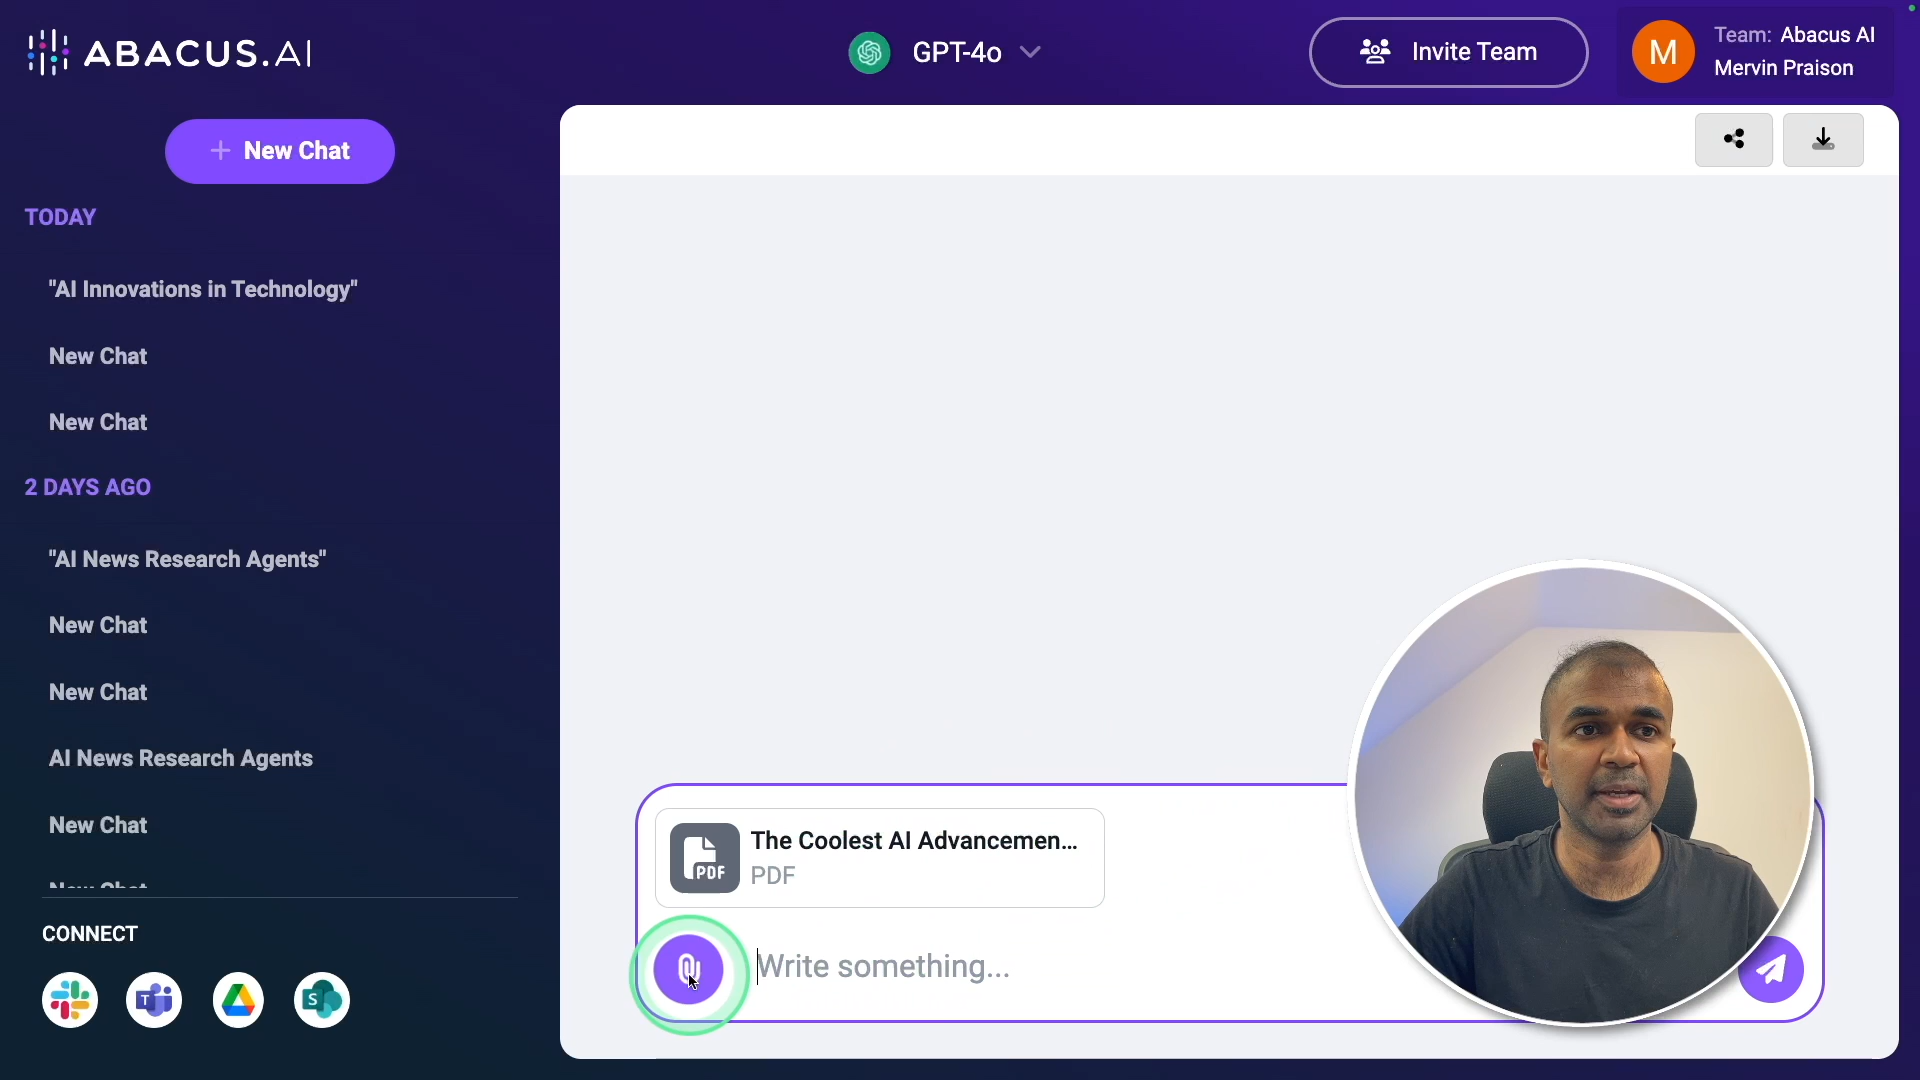 ABACUS.AI
GPT-4o
Invite Team
M
Team: Abacus AI
Mervin Praison
+ New Chat
TODAY
"AI Innovations in Technology"
New Chat
New Chat
2 DAYS AGO
"AI News Research Agents"
New Chat
New Chat
AI News Research Agents
New Chat
New Chat
CONNECT
T
S
The Coolest AI Advancemen...
PDF
PDF
Write something...